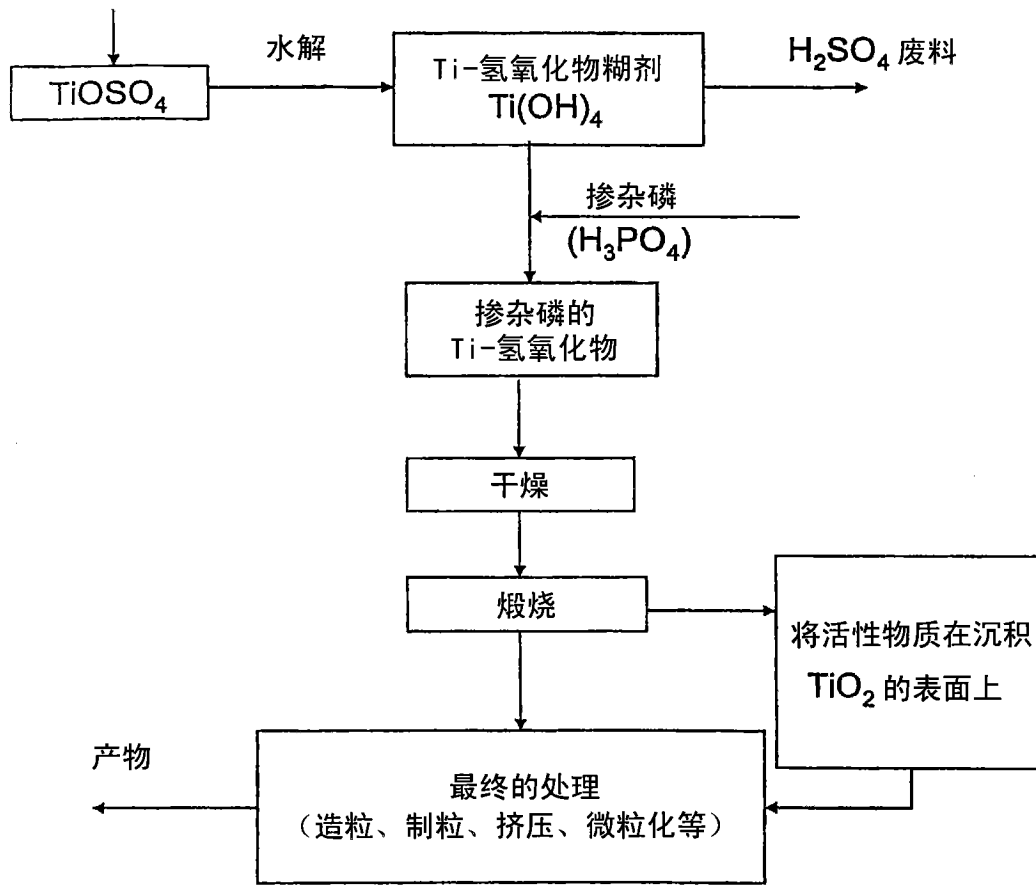 水解
TiOSO4
Ti-氢氧化物糊剂
Ti(OH)4
H2SO4 废料
掺杂磷
(H3PO4)
掺杂磷的
Ti-氢氧化物
干燥
煅烧
将活性物质在沉积
TiO2 的表面上
产物
最终的处理
(造粒、制粒、挤压、微粒化等)